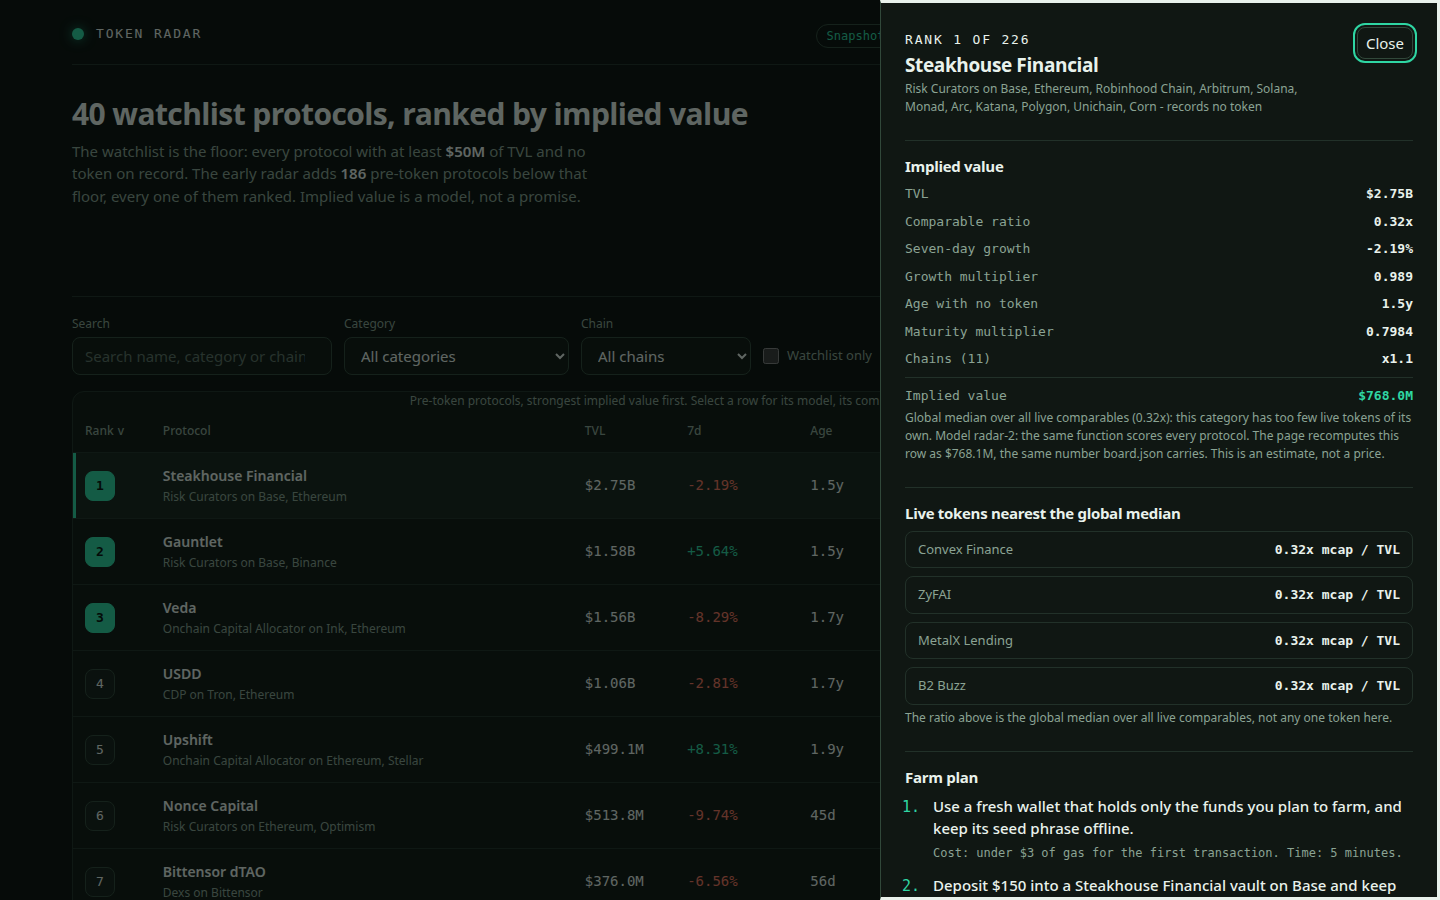 TOKEN RADAR
Snapshot
40 watchlist protocols, ranked by implied value
The watchlist is the floor: every protocol with at least $50M of TVL and no
token on record. The early radar adds 186 pre-token protocols below that
floor, every one of them ranked. Implied value is a model, not a promise.
Search
Category
Chain
Search name, category or chain
All categories
All chains
Watchlist only
Pre-token protocols, strongest implied value first. Select a row for its model, its com
Rank v
Protocol
TVL
7d
Age
1
Steakhouse Financial
Risk Curators on Base, Ethereum
$2.75B
-2.19%
1.5y
2
Gauntlet
Risk Curators on Base, Binance
$1.58B
+5.64%
1.5y
3
Veda
Onchain Capital Allocator on Ink, Ethereum
$1.56B
-8.29%
1.7y
4
USDD
CDP on Tron, Ethereum
$1.06B
-2.81%
1.7y
5
Upshift
Onchain Capital Allocator on Ethereum, Stellar
$499.1M
+8.31%
1.9y
6
Nonce Capital
Risk Curators on Ethereum, Optimism
$513.8M
-9.74%
45d
7
Bittensor dTAO
Dexs on Bittensor
$376.0M
-6.56%
56d
RANK 1 OF 226
Close
Steakhouse Financial
Risk Curators on Base, Ethereum, Robinhood Chain, Arbitrum, Solana,
Monad, Arc, Katana, Polygon, Unichain, Corn - records no token
Implied value
TVL $2.75B
Comparable ratio 0.32x
Seven-day growth -2.19%
Growth multiplier 0.989
Age with no token 1.5y
Maturity multiplier 0.7984
Chains (11) x1.1
Implied value $768.0M
Global median over all live comparables (0.32x): this category has too few live tokens of its
own. Model radar-2: the same function scores every protocol. The page recomputes this
row as $768.1M, the same number board.json carries. This is an estimate, not a price.
Live tokens nearest the global median
Convex Finance 0.32x mcap / TVL
ZyFAI 0.32x mcap / TVL
MetalX Lending 0.32x mcap / TVL
B2 Buzz 0.32x mcap / TVL
The ratio above is the global median over all live comparables, not any one token here.
Farm plan
1. Use a fresh wallet that holds only the funds you plan to farm, and
keep its seed phrase offline.
Cost: under $3 of gas for the first transaction. Time: 5 minutes.
2. Deposit $150 into a Steakhouse Financial vault on Base and keep